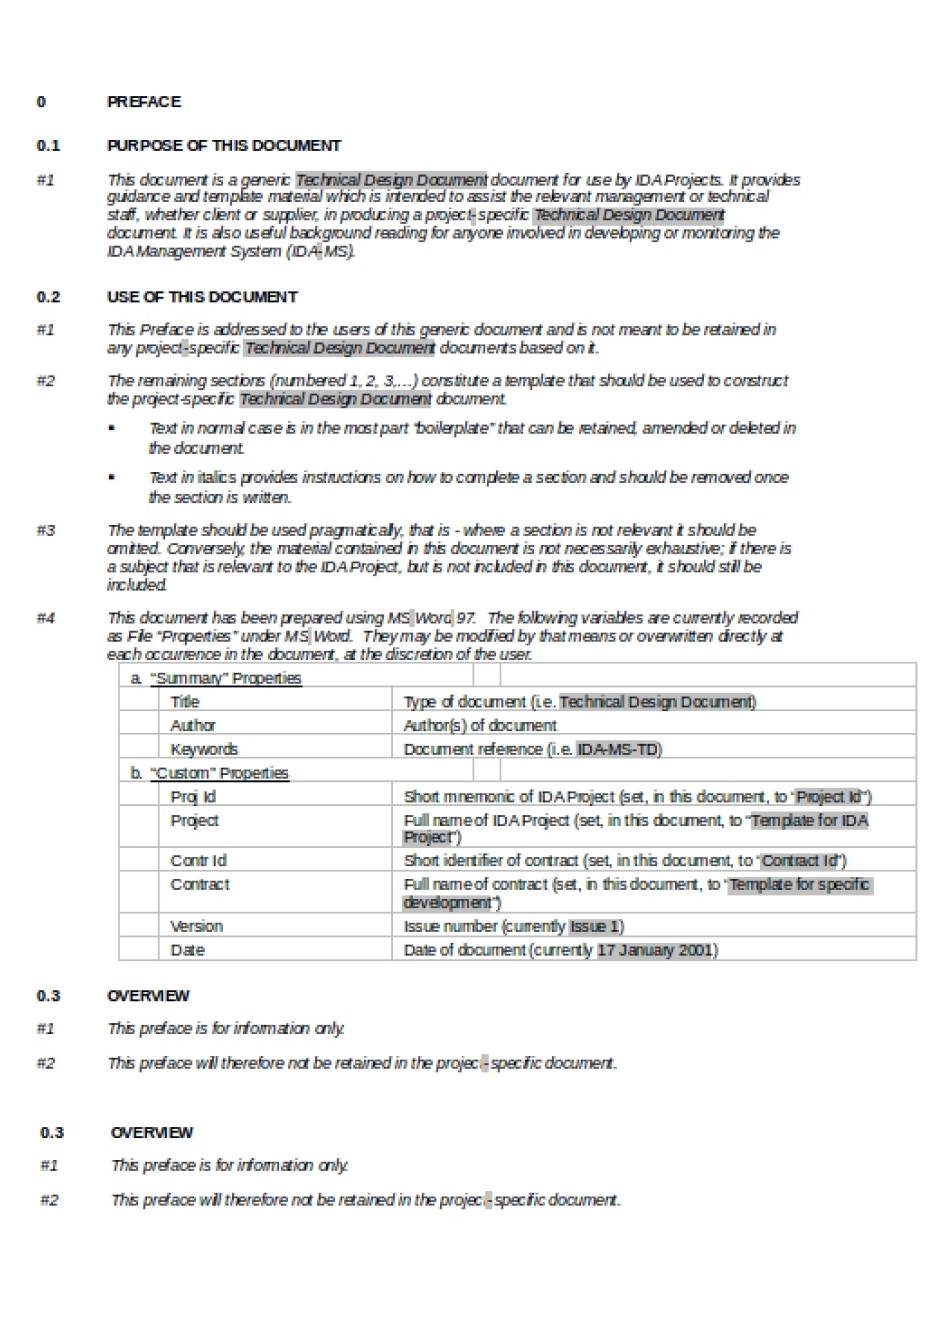 0 PREFACE
0.1 PURPOSE OF THIS DOCUMENT
#1 This document is a generic Technical Design Document document for use by IDA Projects. It provides
guidance and template material which is intended to assist the relevant management or technical
staff, whether client or supplier, in producing a project-specific Technical Design Document
document. It is also useful background reading for anyone involved in developing or monitoring the
IDA Management System (IDA-MS).
0.2 USE OF THIS DOCUMENT
#1 This Preface is addressed to the users of this generic document and is not meant to be retained in
any project-specific Technical Design Document documents based on it.
#2 The remaining sections (numbered 1, 2, 3,...) constitute a template that should be used to construct
the project-specific Technical Design Document document.
▪ Text in normal case is in the most part “boilerplate” that can be retained, amended or deleted in
the document.
▪ Text in italics provides instructions on how to complete a section and should be removed once
the section is written.
#3 The template should be used pragmatically, that is - where a section is not relevant it should be
omitted. Conversely, the material contained in this document is not necessarily exhaustive; if there is
a subject that is relevant to the IDA Project, but is not included in this document, it should still be
included.
#4 This document has been prepared using MS Word 97. The following variables are currently recorded
as File “Properties” under MS Word. They may be modified by that means or overwritten directly at
each occurrence in the document, at the discretion of the user.
a. “Summary” Properties
Title Type of document (i.e. Technical Design Document)
Author Author(s) of document
Keywords Document reference (i.e. IDA-MS-TD)
b. “Custom” Properties
Proj Id Short mnemonic of IDA Project (set, in this document, to “Project Id”)
Project Full name of IDA Project (set, in this document, to “Template for IDA
Project”)
Contr Id Short identifier of contract (set, in this document, to “Contract Id”)
Contract Full name of contract (set, in this document, to “Template for specific
development”)
Version Issue number (currently Issue 1)
Date Date of document (currently 17 January 2001)
0.3 OVERVIEW
#1 This preface is for information only.
#2 This preface will therefore not be retained in the project-specific document.
0.3 OVERVIEW
#1 This preface is for information only.
#2 This preface will therefore not be retained in the project-specific document.